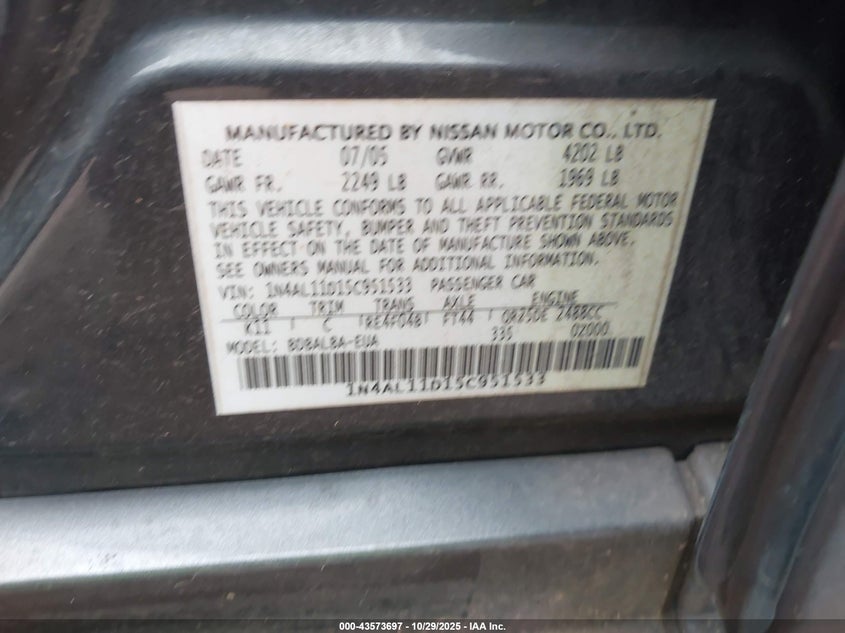 MANUFACTURED BY NISSAN MOTOR CO., LTD.
DATE 07/05 GVWR 4202 LB
GAWR FR. 2249 LB GAWR RR. 1969 LB
THIS VEHICLE CONFORMS TO ALL APPLICABLE FEDERAL MOTOR
VEHICLE SAFETY, BUMPER AND THEFT PREVENTION STANDARDS
IN EFFECT ON THE DATE OF MANUFACTURE SHOWN ABOVE.
SEE OWNERS MANUAL FOR ADDITIONAL INFORMATION.
VIN: 1N4AL11D15C951533 PASSENGER CAR
COLOR TRIM TRANS AXLE ENGINE
K11 C RE4F04B FT44 QR25DE 2488CC
MODEL: BDBALBA-EUA 335 02000
1N4AL11D15C951533
000-43573697 - 10/29/2025 - IAA Inc.